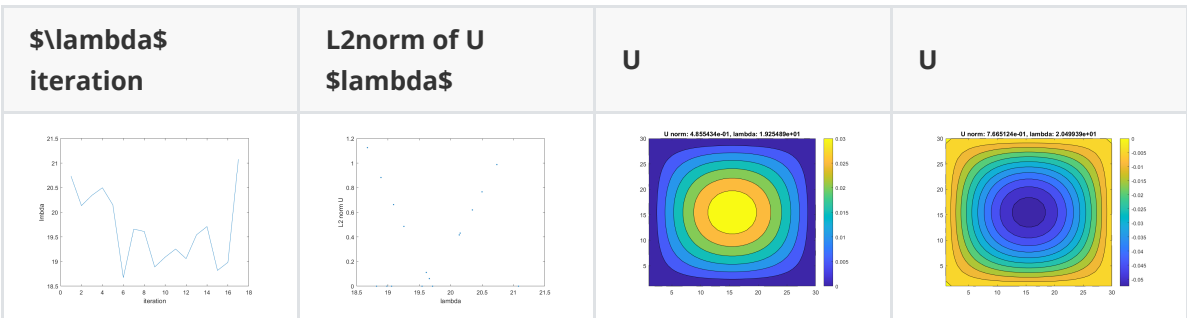 $\lambda$
iteration
L2norm of U
$lambda$
U
U
21.5
21
20.5
20
19.5
19
18.5
lmbda
0 2 4 6 8 10 12 14 16 18
iteration
1.2
1
0.8
0.6
0.4
0.2
0
L2 norm U
18.5 19 19.5 20 20.5 21 21.5
lambda
U norm: 4.855434e-01, lambda: 1.925489e+01
30
25
20
15
10
5
5 10 15 20 25 30
0.03
0.025
0.02
0.015
0.01
0.005
0
U norm: 7.665124e-01, lambda: 2.049939e+01
30
25
20
15
10
5
5 10 15 20 25 30
0
-0.005
-0.01
-0.015
-0.02
-0.025
-0.03
-0.035
-0.04
-0.045